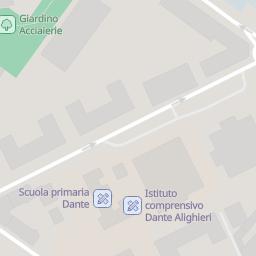 Giardino
Acciaierie
Scuola primaria
Dante
Istituto
comprensivo
Dante Alighieri